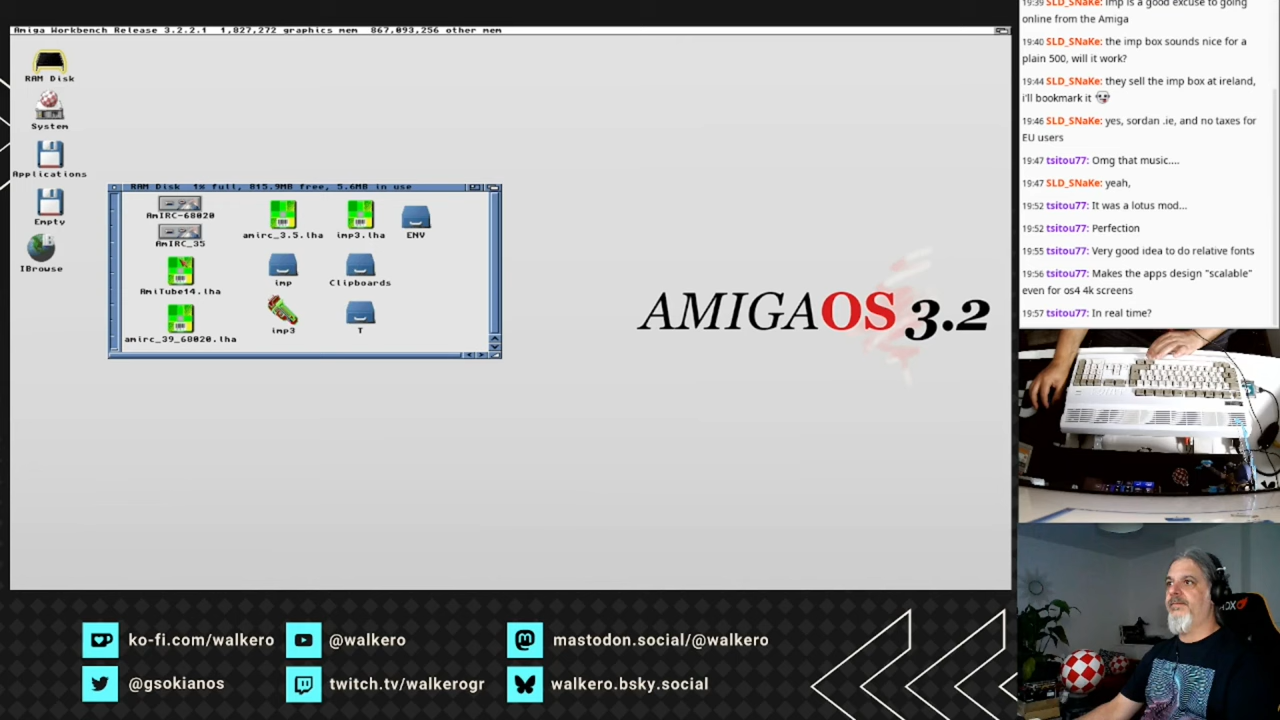 Amiga Workbench Release 3.2.2.1 1,827,272 graphics mem 867,093,256 other mem
RAM Disk
System
Applications
Empty
IBrowse
RAM Disk 1% full, 815.9MB free, 5.6MB in use
AmIRC-68020
AmIRC_35
amirc_3.5.lha
imp3.lha
ENV
AmiTube14.lha
imp
Clipboards
amirc_39_68020.lha
imp3
T
AMIGAOS 3.2
19:39 SLD_SNaKe: imp is a good excuse to going
online from the Amiga
19:40 SLD_SNaKe: the imp box sounds nice for a
plain 500, will it work?
19:44 SLD_SNaKe: they sell the imp box at ireland,
i'll bookmark it
19:46 SLD_SNaKe: yes, sordan .ie, and no taxes for
EU users
19:47 tsitou77: Omg that music....
19:47 SLD_SNaKe: yeah,
19:52 tsitou77: It was a lotus mod...
19:52 tsitou77: Perfection
19:55 tsitou77: Very good idea to do relative fonts
19:56 tsitou77: Makes the apps design "scalable"
even for os4 4k screens
19:57 tsitou77: In real time?
ko-fi.com/walkero
@walkero
mastodon.social/@walkero
@gsokianos
twitch.tv/walkerogr
walkero.bsky.social